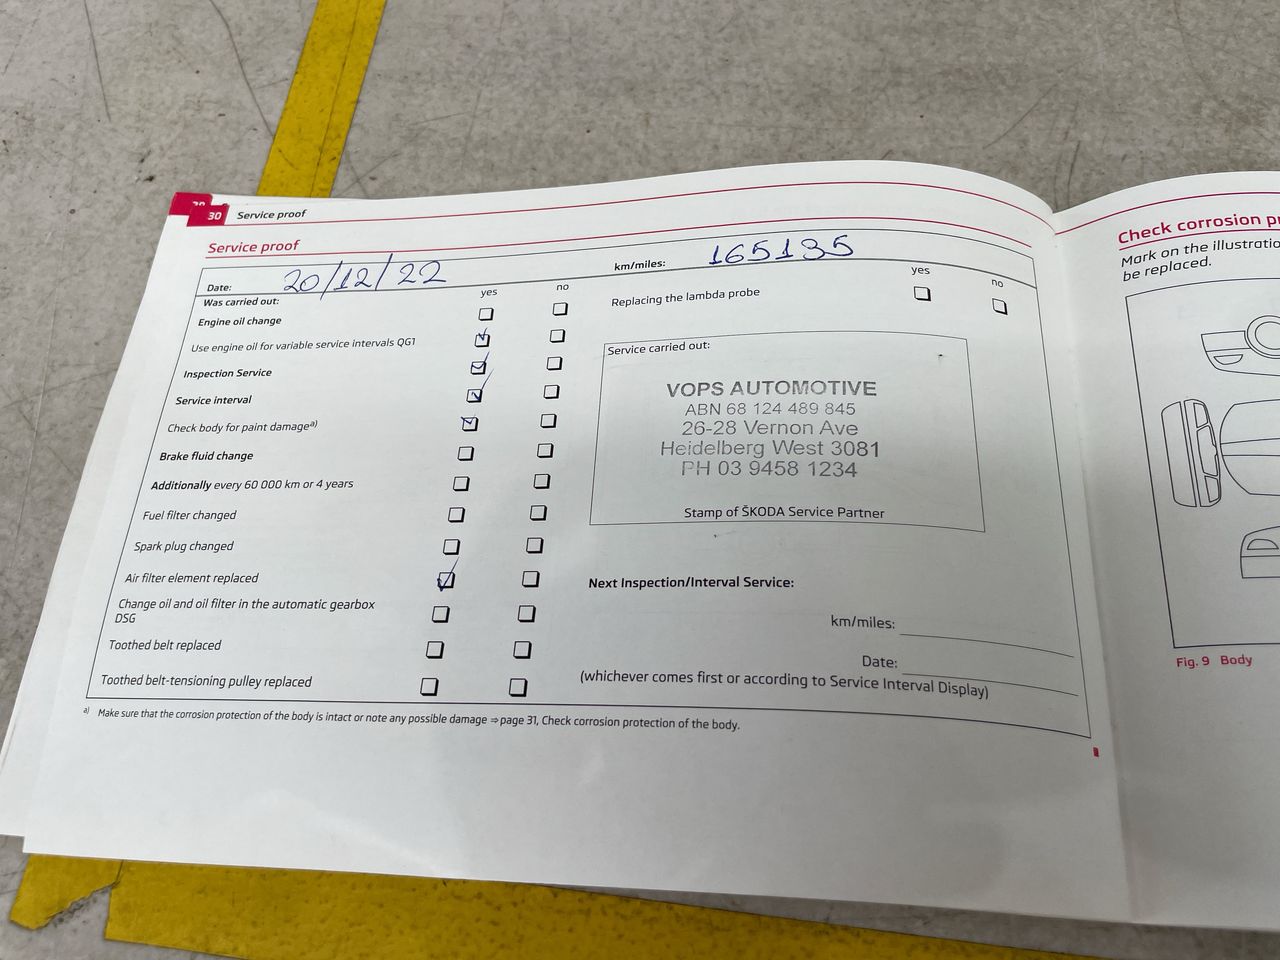 30 Service proof
Service proof
Date: 20/12/22
km/miles: 165135
Was carried out:
yes no
Engine oil change
Use engine oil for variable service intervals QG1
Inspection Service
Service interval
Check body for paint damage a)
Brake fluid change
Additionally every 60 000 km or 4 years
Fuel filter changed
Spark plug changed
Air filter element replaced
Change oil and oil filter in the automatic gearbox
DSG
Toothed belt replaced
Toothed belt-tensioning pulley replaced
yes no
Replacing the lambda probe
Service carried out:
VOPS AUTOMOTIVE
ABN 68 124 489 845
26-28 Vernon Ave
Heidelberg West 3081
PH 03 9458 1234
Stamp of ŠKODA Service Partner
Next Inspection/Interval Service:
km/miles:
Date:
(whichever comes first or according to Service Interval Display)
a) Make sure that the corrosion protection of the body is intact or note any possible damage ⇒ page 31, Check corrosion protection of the body.
Check corrosion
Mark on the
be replaced.
Fig. 9 Body